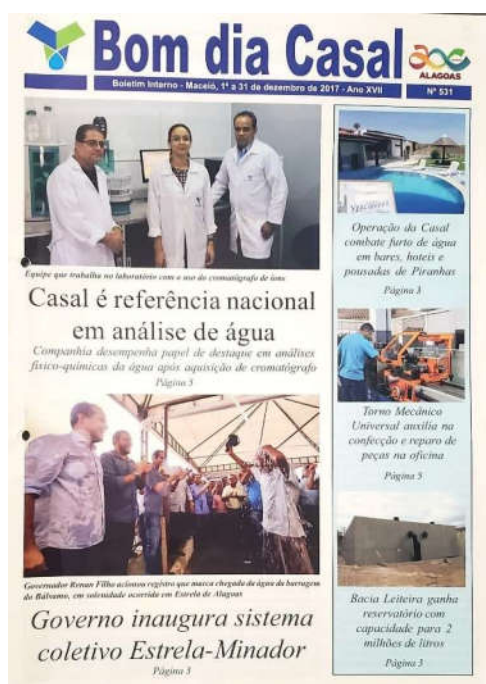 Bom dia Casal
ALAGOAS
Boletim Interno - Maceió, 1ª a 31 de dezembro de 2017 - Ano XVII
Nº 531
Equipe que trabalha no laboratório com o uso do cromatógrafo de íons
Casal é referência nacional
em análise de água
Companhia desempenha papel de destaque em análises
físico-químicas da água após aquisição de cromatógrafo
Página 3
Governador Renan Filho acionou registro que marca chegada da água da barragem
do Bálsamo, em solenidade ocorrida em Estrela de Alagoas
Governo inaugura sistema
coletivo Estrela-Minador
Página 3
Operação da Casal
combate furto de água
em bares, hoteis e
pousadas de Piranhas
Página 3
Torno Mecânico
Universal auxilia na
confecção e reparo de
peças na oficina
Página 5
Bacia Leiteira ganha
reservatório com
capacidade para 2
milhões de litros
Página 3